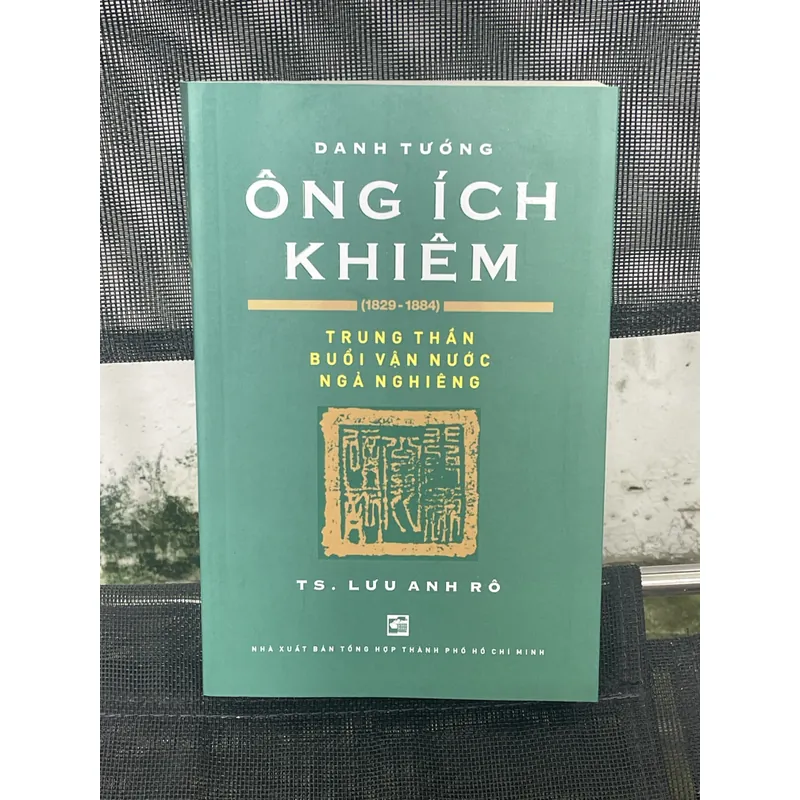 DANH TƯỚNG
ÔNG ÍCH
KHIÊM
(1829-1884)
TRUNG THẦN
BUỔI VẬN NƯỚC
NGẢ NGHIÊNG
TS. LƯU ANH RÔ
NHÀ XUẤT BẢN TỔNG HỢP THÀNH PHỐ HỒ CHÍ MINH